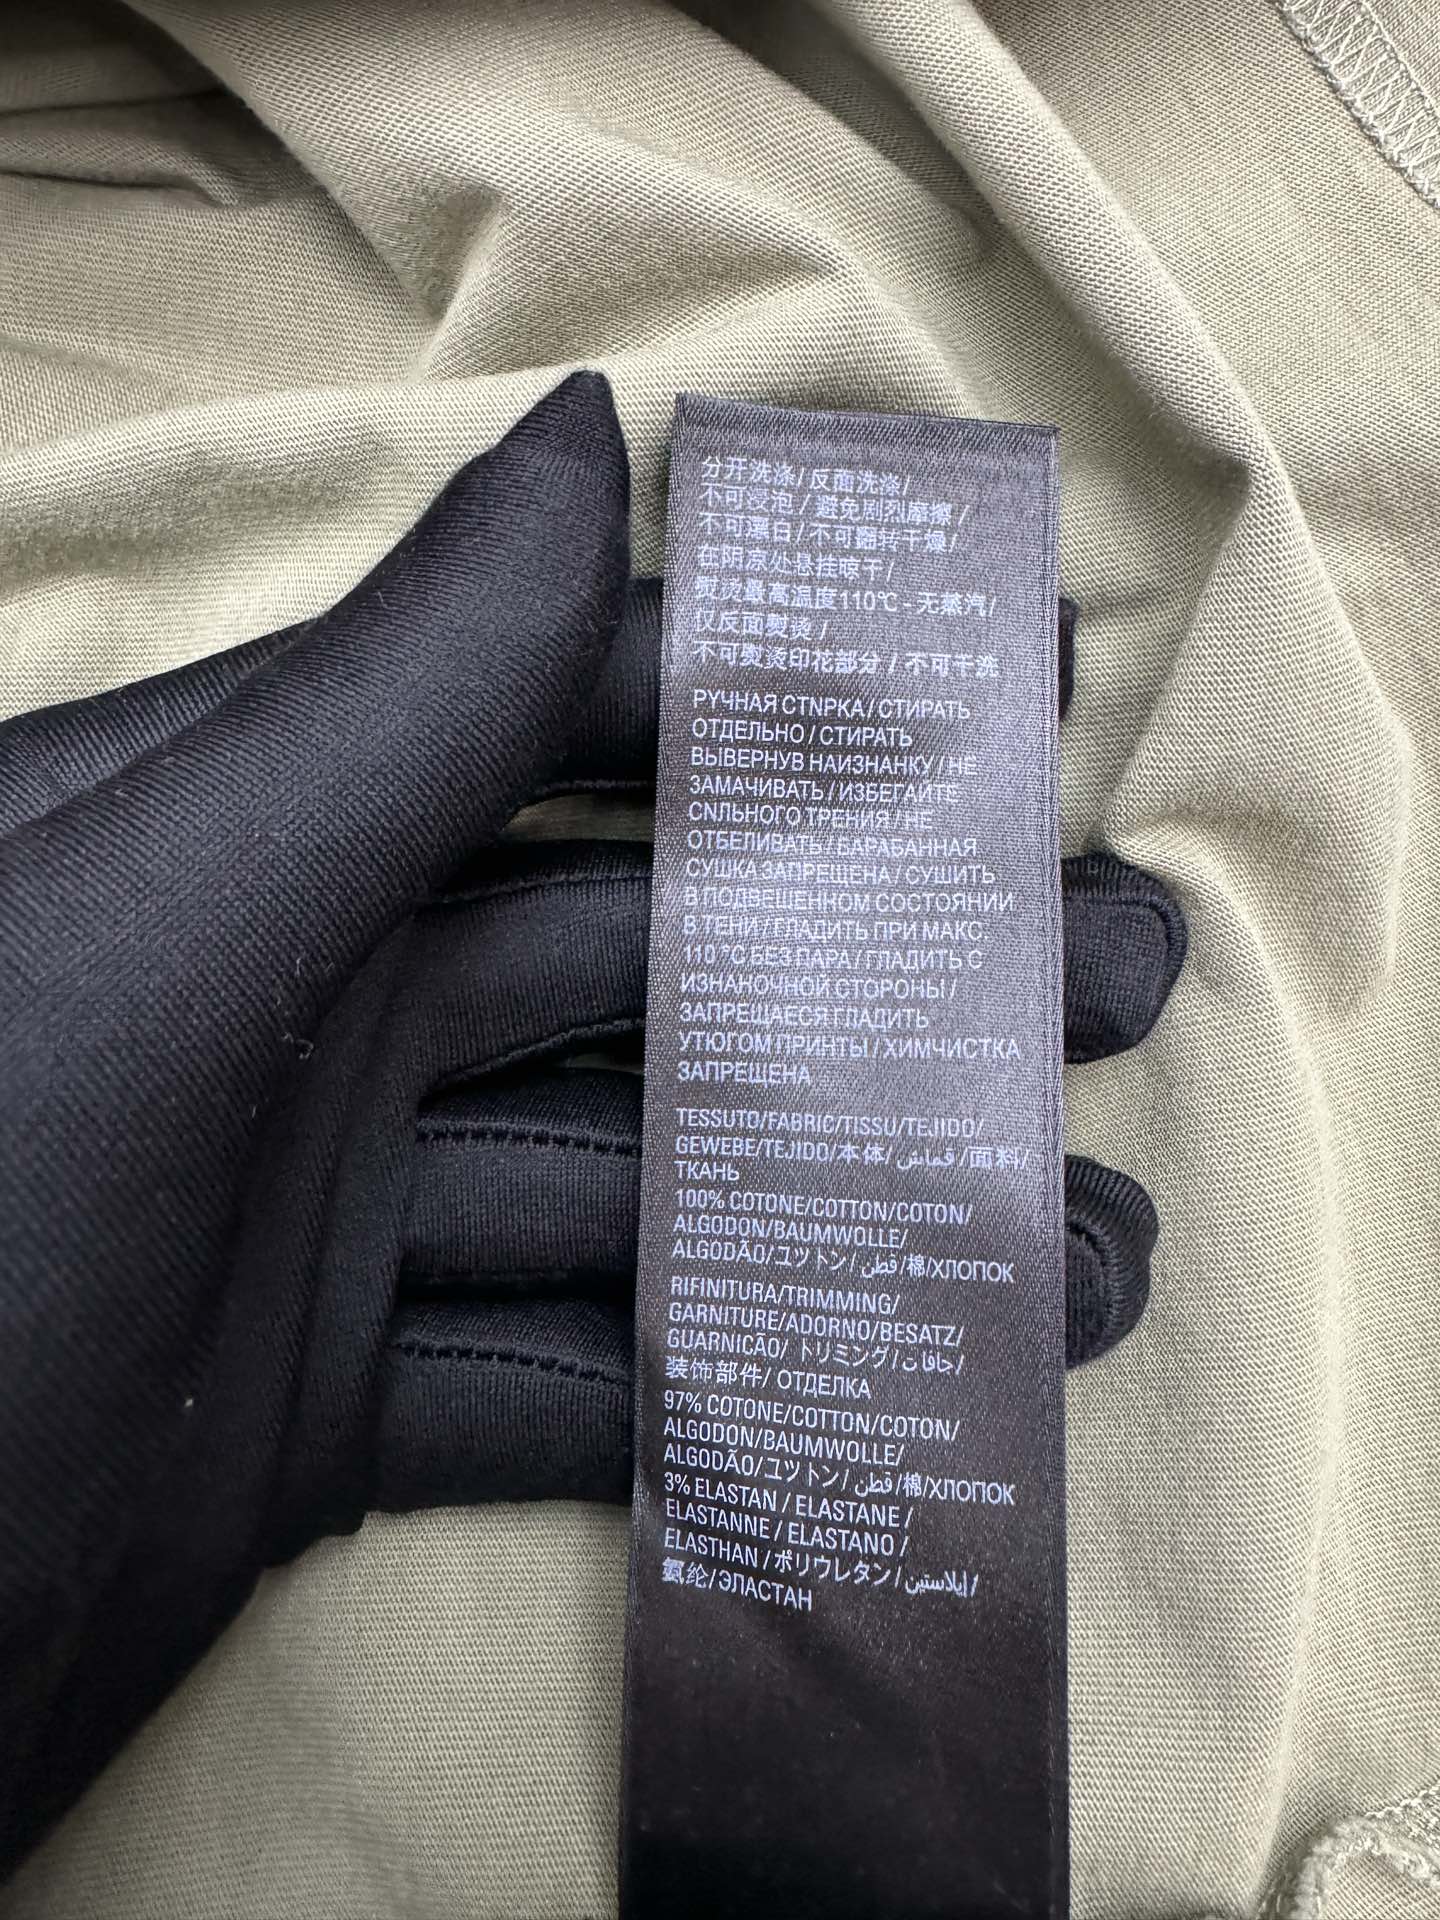 分开洗涤/反面洗涤/
不可浸泡/避免剧烈摩擦/
不可漂白/不可翻转干燥/
在阴凉处悬挂晾干/
熨烫最高温度110℃-无蒸汽/
仅反面熨烫/
不可熨烫印花部分/不可干洗
РУЧНАЯ СТNРКА / СТИРАТЬ
ОТДЕЛЬНО / СТИРАТЬ
ВЫВЕРНУВ НАИЗНАНКУ / НЕ
ЗАМАЧИВАТЬ / ИЗБЕГАЙТЕ
СNЛЬНОГО ТРЕНИЯ / НЕ
ОТБЕЛИВАТЬ / БАРАБАННАЯ
СУШКА ЗАПРЕЩЕНА / СУШИТЬ
В ПОДВЕШЕННОМ СОСТОЯНИИ
В ТЕНИ / ГЛАДИТЬ ПРИ МАКС.
110 °C БЕЗ ПАРА / ГЛАДИТЬ С
ИЗНАНОЧНОЙ СТОРОНЫ /
ЗАПРЕЩАЕСЯ ГЛАДИТЬ
УТЮГОМ ПРИНТЫ / ХИМЧИСТКА
ЗАПРЕЩЕНА
TESSUTO/FABRIC/TISSU/TEJIDO/
GEWEBE/TEJIDO/本体/قماش/面料/
ТКАНЬ
100% COTONE/COTTON/COTON/
ALGODON/BAUMWOLLE/
ALGODÃO/ユツトン/قطن/棉/ХЛОПОК
RIFINITURA/TRIMMING/
GARNITURE/ADORNO/BESATZ/
GUARNICÃO/トリミング/حافات/
装饰部件/ ОТДЕЛКА
97% COTONE/COTTON/COTON/
ALGODON/BAUMWOLLE/
ALGODÃO/ユツトン/قطن/棉/ХЛОПОК
3% ELASTAN / ELASTANE /
ELASTANNE / ELASTANO /
ELASTHAN /ポリウレタン/إيلاستين/
氨纶/ЭЛАСТАН